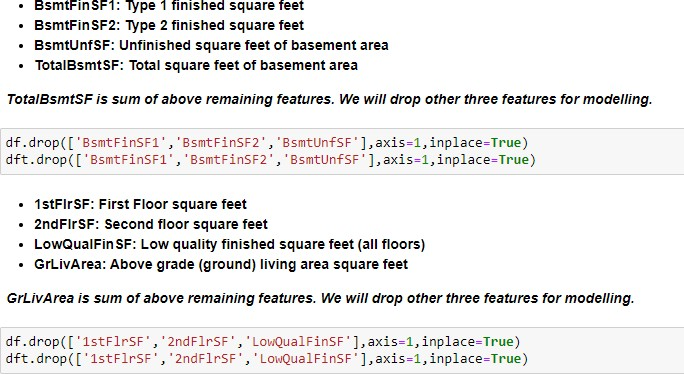 • BsmtFinSF1: Type 1 finished square feet
• BsmtFinSF2: Type 2 finished square feet
• BsmtUnfSF: Unfinished square feet of basement area
• TotalBsmtSF: Total square feet of basement area
TotalBsmtSF is sum of above remaining features. We will drop other three features for modelling.
df.drop(['BsmtFinSF1','BsmtFinSF2','BsmtUnfSF'],axis=1,inplace=True)
dft.drop(['BsmtFinSF1','BsmtFinSF2','BsmtUnfSF'],axis=1,inplace=True)
• 1stFlrSF: First Floor square feet
• 2ndFlrSF: Second floor square feet
• LowQualFinSF: Low quality finished square feet (all floors)
• GrLivArea: Above grade (ground) living area square feet
GrLivArea is sum of above remaining features. We will drop other three features for modelling.
df.drop(['1stFlrSF','2ndFlrSF','LowQualFinSF'],axis=1,inplace=True)
dft.drop(['1stFlrSF','2ndFlrSF','LowQualFinSF'],axis=1,inplace=True)